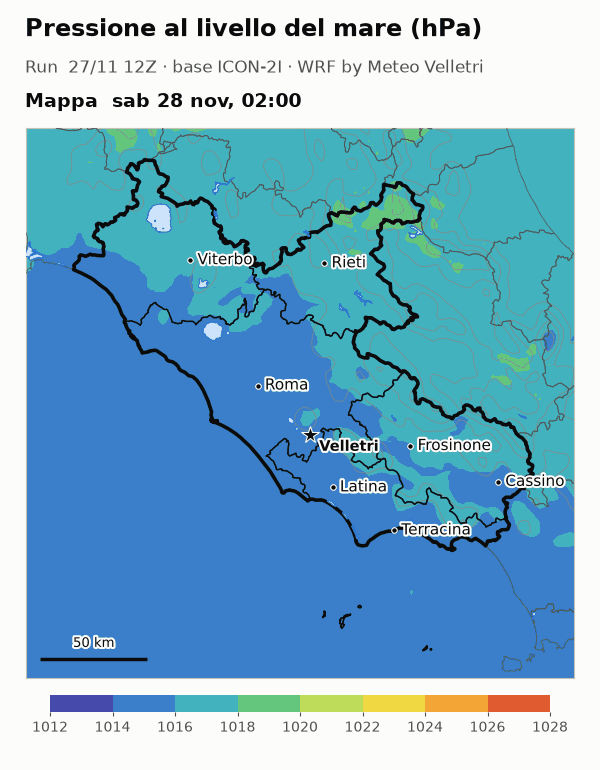 Pressione al livello del mare (hPa)
Run 27/11 12Z · base ICON-2I · WRF by Meteo Velletri
Mappa sab 28 nov, 02:00
Viterbo
Rieti
Roma
Velletri
Frosinone
Latina
Cassino
Terracina
50 km
1012 1014 1016 1018 1020 1022 1024 1026 1028